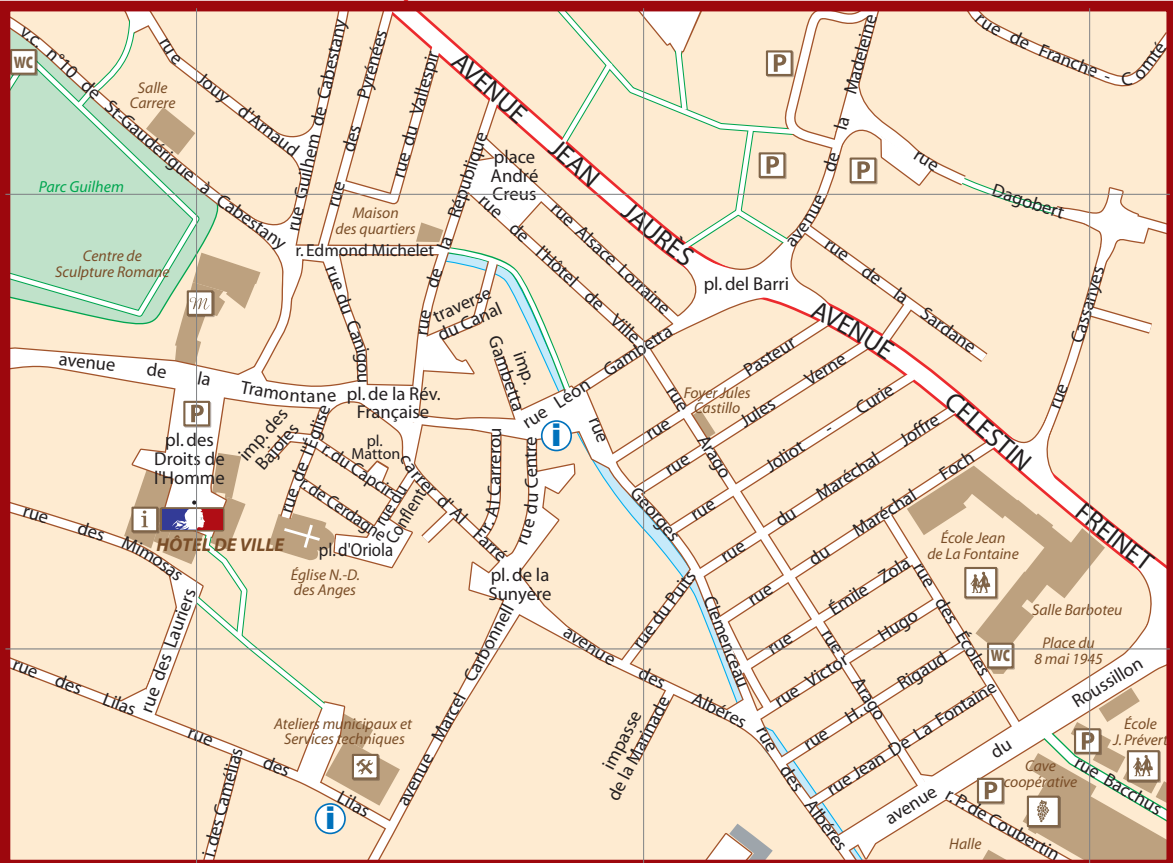 WC
v.c. n°10 de St-Gaudérigue à Cabestany
rue Jouy d'Arnaud
Salle
Carrere
Parc Guilhem
Centre de
Sculpture Romane
rue Guilhem de Cabestany
rue des Pyrénées
rue du Vallespir
AVENUE JEAN JAURÈS
place
André
Creus
Maison
des quartiers
rue de la République
r. Edmond Michelet
rue de l'Hôtel de Ville
rue Alsace Lorraine
P
P
P
avenue de la Madeleine
rue de Franche - Comté
rue Dagobert
pl. del Barri
rue de la Sardane
rue Cassanyes
AVENUE CÉLESTIN FREINET
M
avenue de la Tramontane
rue du Canigou
traverse
du Canal
imp.
Gambetta
rue Léon Gambetta
pl. de la Rév.
Française
P
pl. des
Droits de
l'Homme
imp. des
Bajoles
rue de l'Église
pl.
Matton
r. du Capcir
r. de Cerdagne
rue du
Conflent
carrer d'Al Farre
r. Al Carrerou
rue du Centre
i
i
HÔTEL DE VILLE
pl. d'Oriola
Église N.-D.
des Anges
pl. de la
Sunyère
Foyer Jules
Castillo
rue Pasteur
rue Jules Verne
rue Joliot - Curie
rue du Maréchal Joffre
rue du Maréchal Foch
rue Émile Zola
rue Victor Hugo
rue H. Rigaud
rue Jean De La Fontaine
rue Arago
rue Arago
rue Georges Clemenceau
rue du Puits
rue des Écoles
École Jean
de La Fontaine
Salle Barboteu
WC
Place du
8 mai 1945
rue des Mimosas
rue des Lauriers
rue des Lilas
rue des Lilas
Ateliers municipaux et
Services techniques
i
i. des Camélias
avenue Marcel Carbonnell
avenue des Albères
impasse
de la Marinade
rue des Albères
avenue du Roussillon
P
École
J. Prévert
rue Bacchus
P
Cave
coopérative
r. P. de Coubertin
Halle